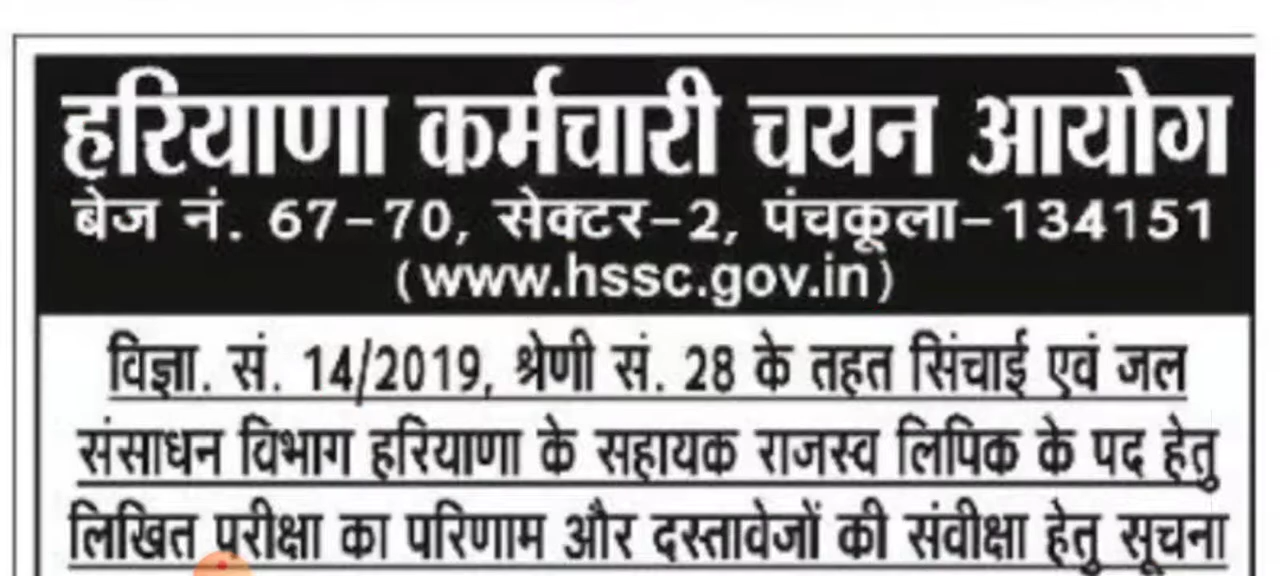 हरियाणा कर्मचारी चयन आयोग
बेज नं. 67-70, सेक्टर-2, पंचकूला-134151
(www.hssc.gov.in)
विज्ञा. सं. 14/2019, श्रेणी सं. 28 के तहत सिंचाई एवं जल
संसाधन विभाग हरियाणा के सहायक राजस्व लिपिक के पद हेतु
लिखित परीक्षा का परिणाम और दस्तावेजों की संवीक्षा हेतु सूचना